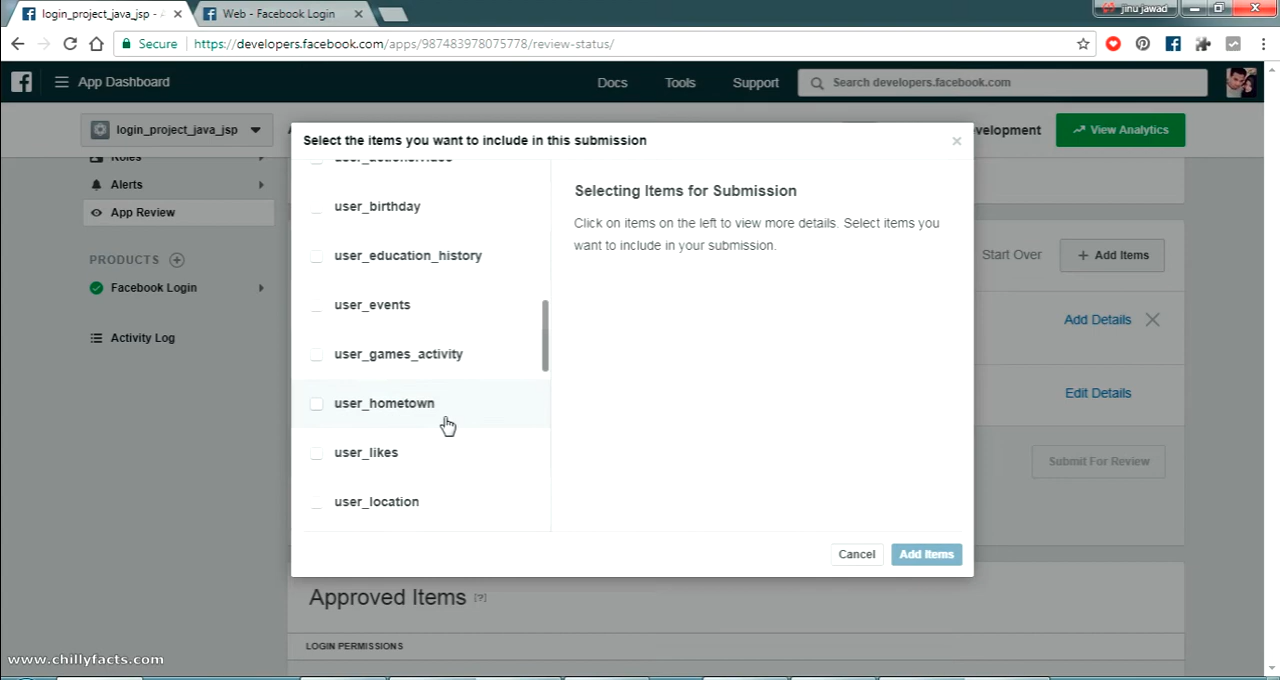 login_project_java_jsp -
Web - Facebook Login
jinu jawad
Secure
https://developers.facebook.com/apps/987483978075778/review-status/
App Dashboard
Docs
Tools
Support
Search developers.facebook.com
login_project_java_jsp
Select the items you want to include in this submission
View Analytics
Roles
Alerts
App Review
PRODUCTS
Facebook Login
Activity Log
user_birthday
user_education_history
user_events
user_games_activity
user_hometown
user_likes
user_location
Selecting Items for Submission
Click on items on the left to view more details. Select items you
want to include in your submission.
Start Over
+ Add Items
Add Details
Edit Details
Submit For Review
Cancel
Add Items
Approved Items [?]
LOGIN PERMISSIONS
www.chillyfacts.com